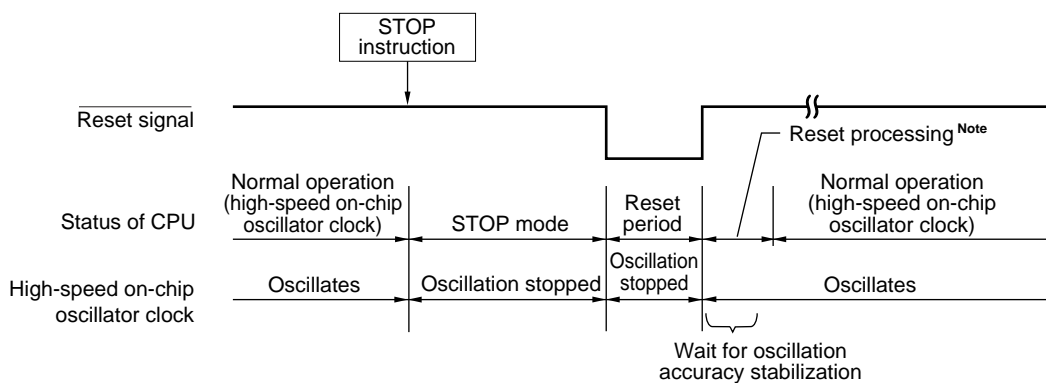 STOP
instruction
Reset signal
Reset processing Note
Status of CPU
Normal operation
(high-speed on-chip
oscillator clock)
STOP mode
Reset
period
Normal operation
(high-speed on-chip
oscillator clock)
High-speed on-chip
oscillator clock
Oscillates
Oscillation stopped
Oscillation
stopped
Oscillates
Wait for oscillation
accuracy stabilization